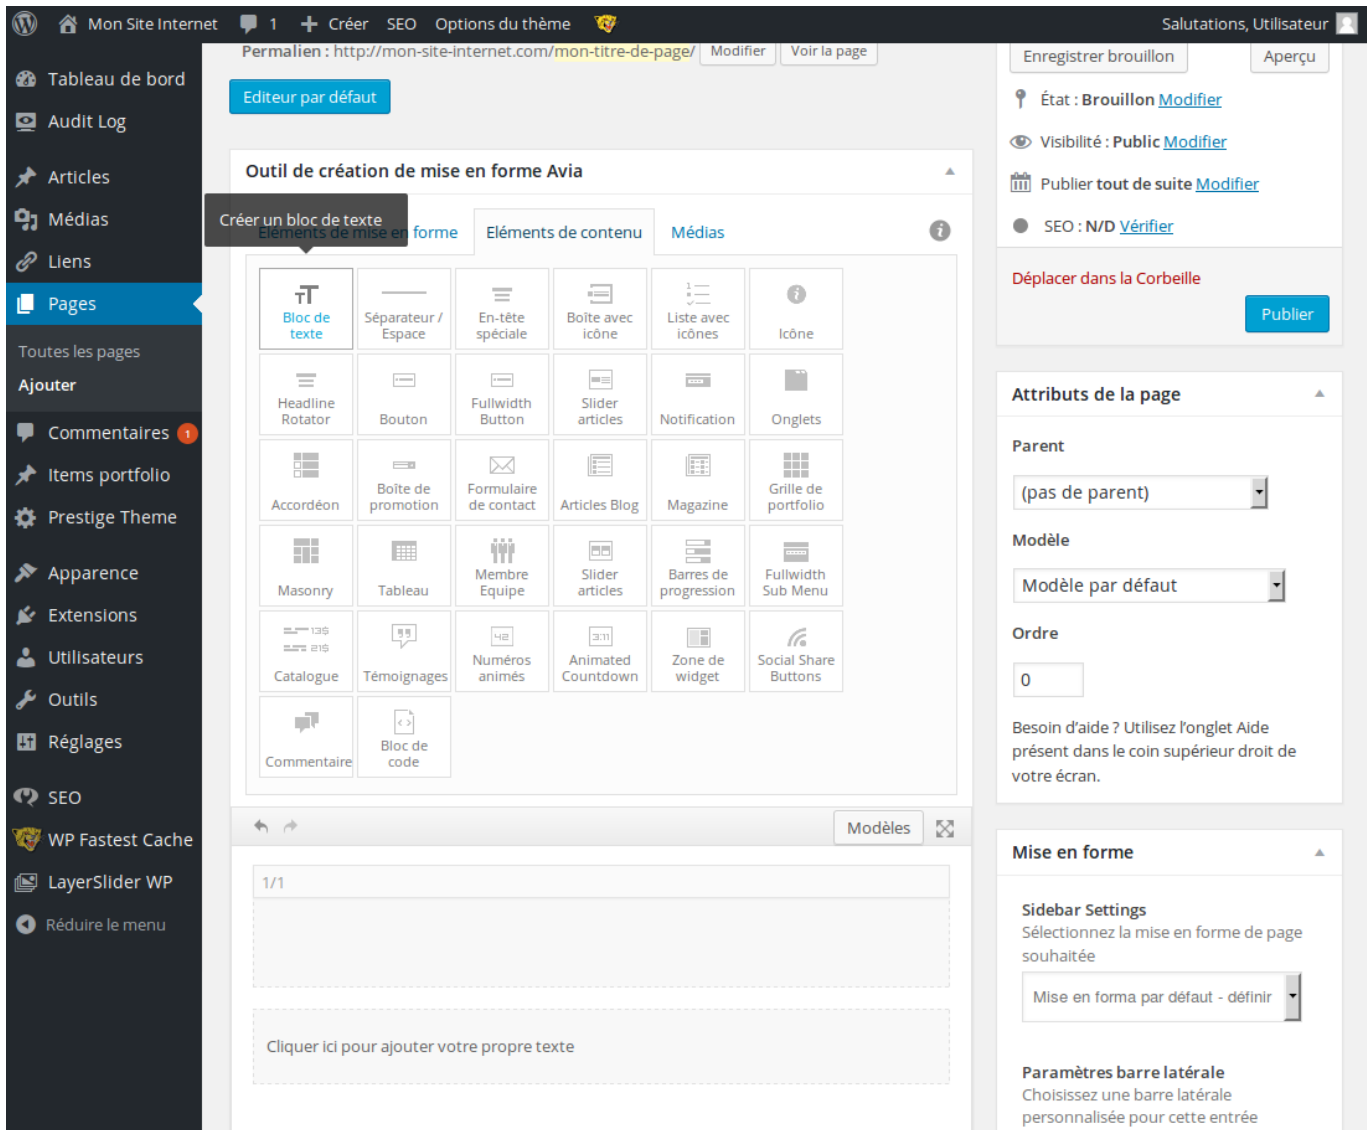 Mon Site Internet 1 Créer SEO Options du thème Salutations, Utilisateur
Tableau de bord
Audit Log
Articles
Médias
Liens
Pages
Toutes les pages
Ajouter
Commentaires 1
Items portfolio
Prestige Theme
Apparence
Extensions
Utilisateurs
Outils
Réglages
SEO
WP Fastest Cache
LayerSlider WP
Réduire le menu
Permalien : http://mon-site-internet.com/mon-titre-de-page/ Modifier Voir la page
Editeur par défaut
Outil de création de mise en forme Avia
Créer un bloc de texte
Eléments de mise en forme Eléments de contenu Médias
Bloc de
texte
Séparateur /
Espace
En-tête
spéciale
Boîte avec
icône
Liste avec
icônes
Icône
Headline
Rotator
Bouton
Fullwidth
Button
Slider
articles
Notification
Onglets
Accordéon
Boîte de
promotion
Formulaire
de contact
Articles Blog
Magazine
Grille de
portfolio
Masonry
Tableau
Membre
Equipe
Slider
articles
Barres de
progression
Fullwidth
Sub Menu
13$
21$
Catalogue
Témoignages
42
Numéros
animés
3:11
Animated
Countdown
Zone de
widget
Social Share
Buttons
Commentaire
Bloc de
code
Modèles
1/1
Cliquer ici pour ajouter votre propre texte
Enregistrer brouillon Aperçu
État : Brouillon Modifier
Visibilité : Public Modifier
Publier tout de suite Modifier
SEO : N/D Vérifier
Déplacer dans la Corbeille
Publier
Attributs de la page
Parent
(pas de parent)
Modèle
Modèle par défaut
Ordre
0
Besoin d’aide ? Utilisez l’onglet Aide
présent dans le coin supérieur droit de
votre écran.
Mise en forme
Sidebar Settings
Sélectionnez la mise en forme de page
souhaitée
Mise en forma par défaut - définir
Paramètres barre latérale
Choisissez une barre latérale
personnalisée pour cette entrée